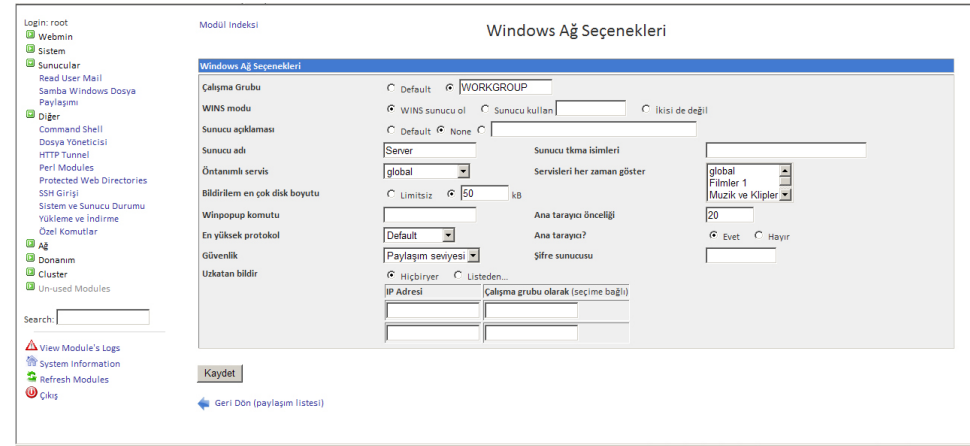 Login: root
Webmin
Sistem
Sunucular
Read User Mail
Samba Windows Dosya
Paylaşımı
Diğer
Command Shell
Dosya Yöneticisi
HTTP Tunnel
Perl Modules
Protected Web Directories
SSH Girişi
Sistem ve Sunucu Durumu
Yükleme ve İndirme
Özel Komutlar
Ağ
Donanım
Cluster
Un-used Modules
Search:
View Module's Logs
System Information
Refresh Modules
Çıkış
Modül İndeksi
Windows Ağ Seçenekleri
Windows Ağ Seçenekleri
Çalışma Grubu Default WORKGROUP
WINS modu WINS sunucu ol Sunucu kullan İkisi de değil
Sunucu açıklaması Default None
Sunucu adı Server Sunucu tkma isimleri
Öntanımlı servis global Servisleri her zaman göster global
Filmler 1
Muzik ve Klipler
Bildirilem en çok disk boyutu Limitsiz 50 kB
Winpopup komutu Ana tarayıcı önceliği 20
En yüksek protokol Default Ana tarayıcı? Evet Hayır
Güvenlik Paylaşım seviyesi Şifre sunucusu
Uzkatan bildir Hiçbiryer Listeden...
IP Adresi Çalışma grubu olarak (seçime bağlı)
Kaydet
Geri Dön (paylaşım listesi)